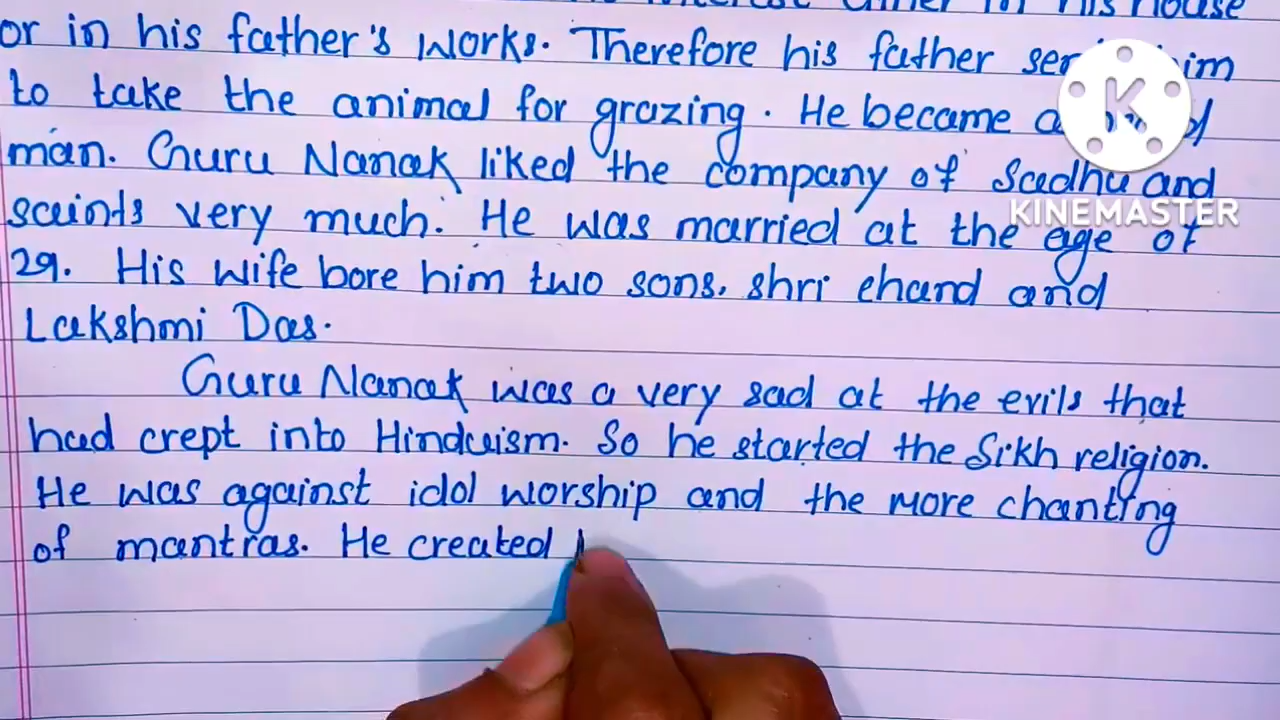 in his house
or in his father's works. Therefore his father him
to take the animal for grazing. He became a
man. Guru Nanak liked the company of Sadhu and
saints very much. He was married at the age of
29. His wife bore him two sons. shri chand and
Lakshmi Das.
Guru Nanak was a very sad at the evils that
had crept into Hinduism. So he started the Sikh religion.
He was against idol worship and the more chanting
of mantras. He created
K
KINEMASTER